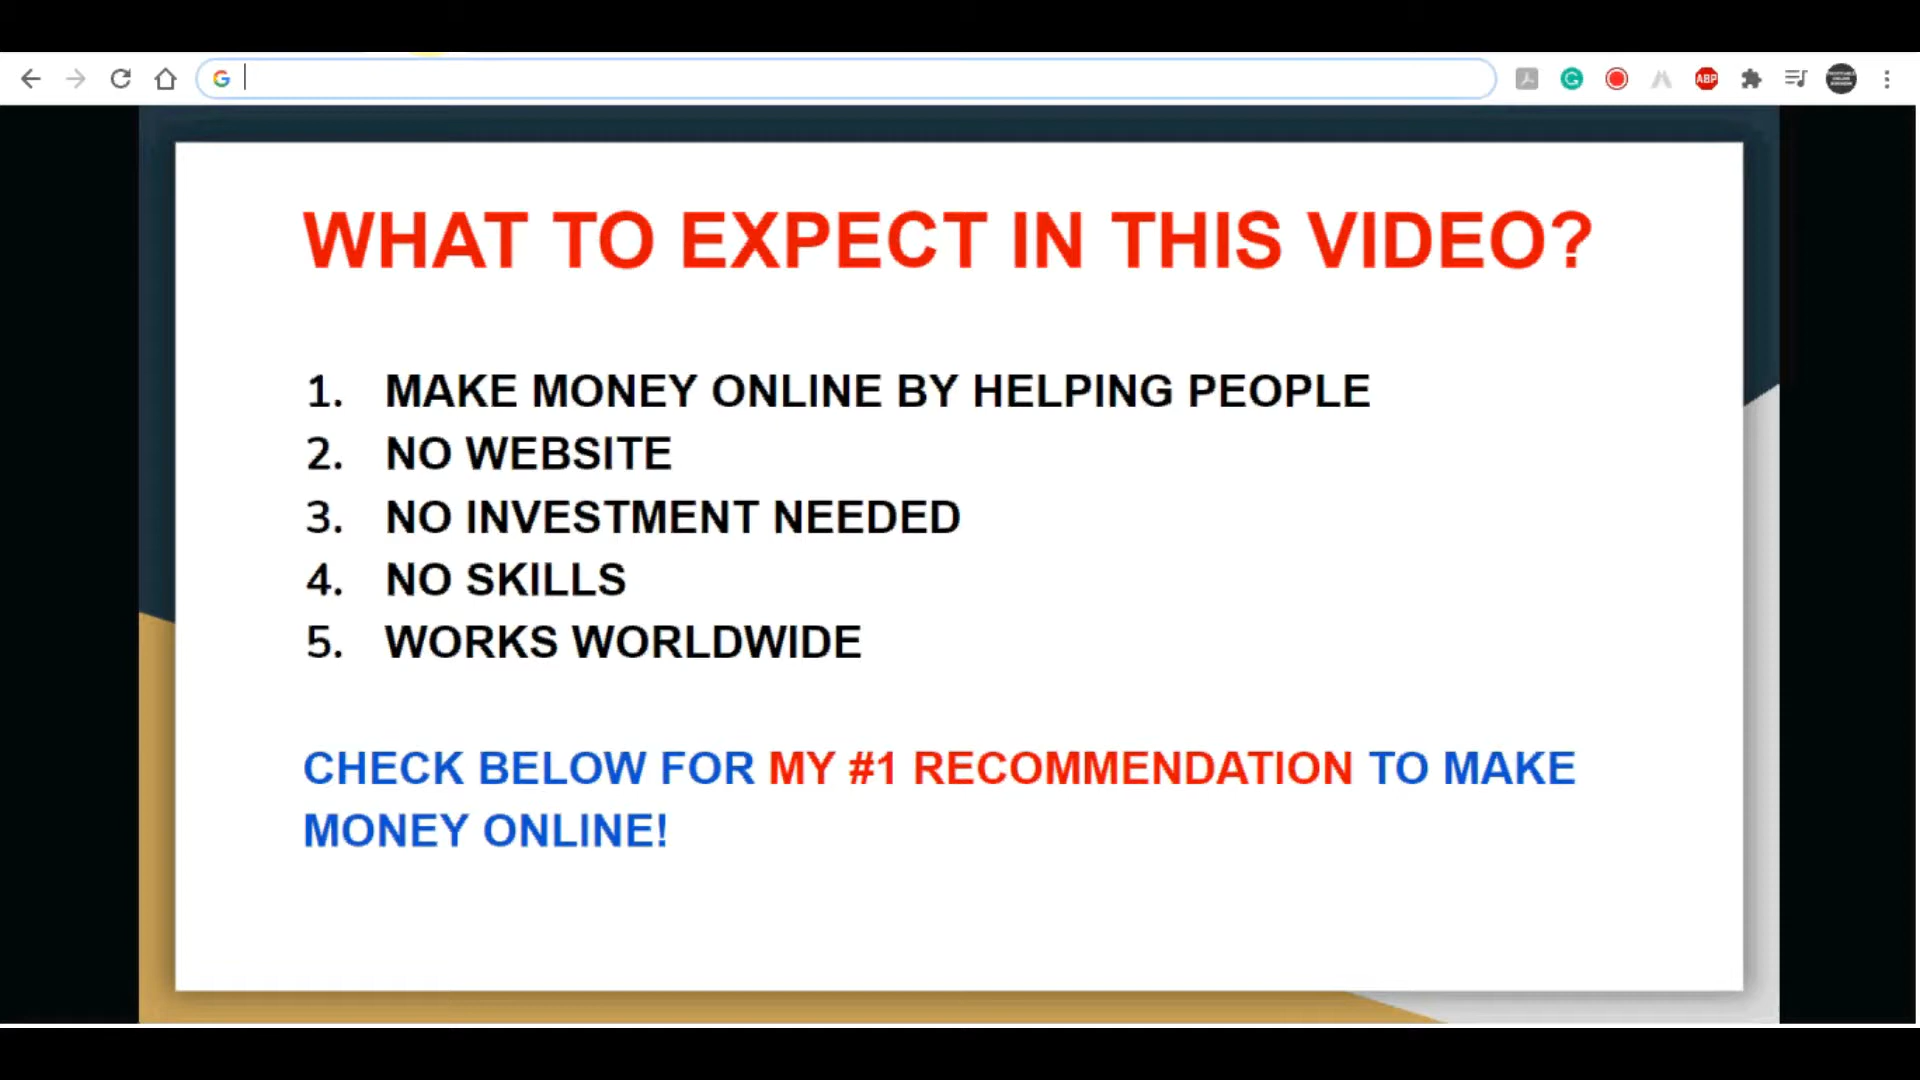 ABP
WHAT TO EXPECT IN THIS VIDEO?
1. MAKE MONEY ONLINE BY HELPING PEOPLE
2. NO WEBSITE
3. NO INVESTMENT NEEDED
4. NO SKILLS
5. WORKS WORLDWIDE
CHECK BELOW FOR MY #1 RECOMMENDATION TO MAKE
MONEY ONLINE!